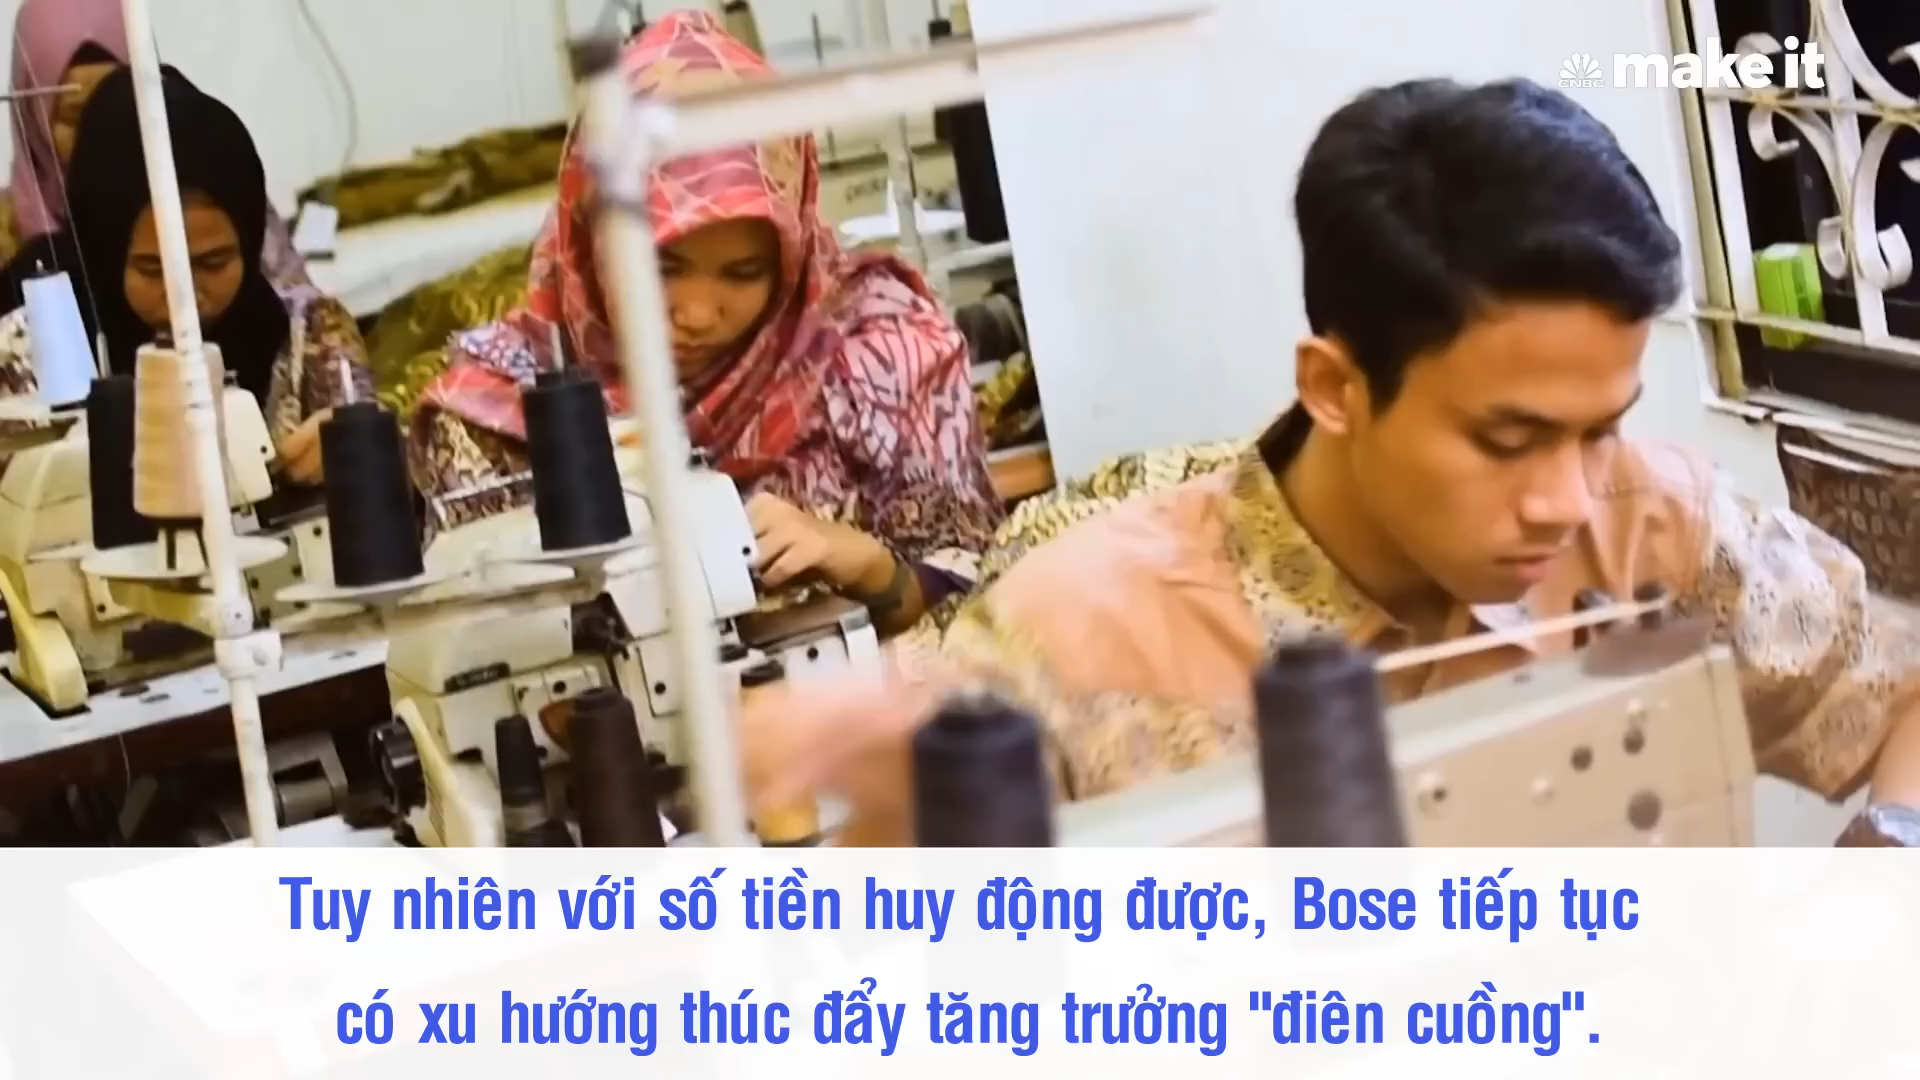 CNBC make it
Tuy nhiên với số tiền huy động được, Bose tiếp tục
có xu hướng thúc đẩy tăng trưởng "điên cuồng".